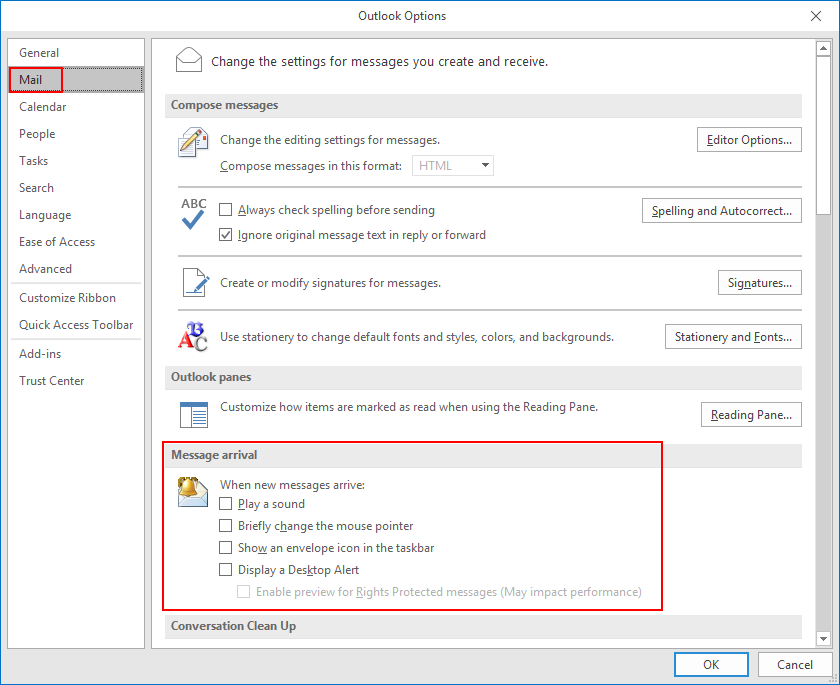 Outlook Options
General
Mail
Calendar
People
Tasks
Search
Language
Ease of Access
Advanced
Customize Ribbon
Quick Access Toolbar
Add-ins
Trust Center
Change the settings for messages you create and receive.
Compose messages
Change the editing settings for messages.
Editor Options...
Compose messages in this format:
HTML
ABC
Always check spelling before sending
Spelling and Autocorrect...
Ignore original message text in reply or forward
Create or modify signatures for messages.
Signatures...
ABC
Use stationery to change default fonts and styles, colors, and backgrounds.
Stationery and Fonts...
Outlook panes
Customize how items are marked as read when using the Reading Pane.
Reading Pane...
Message arrival
When new messages arrive:
Play a sound
Briefly change the mouse pointer
Show an envelope icon in the taskbar
Display a Desktop Alert
Enable preview for Rights Protected messages (May impact performance)
Conversation Clean Up
OK
Cancel